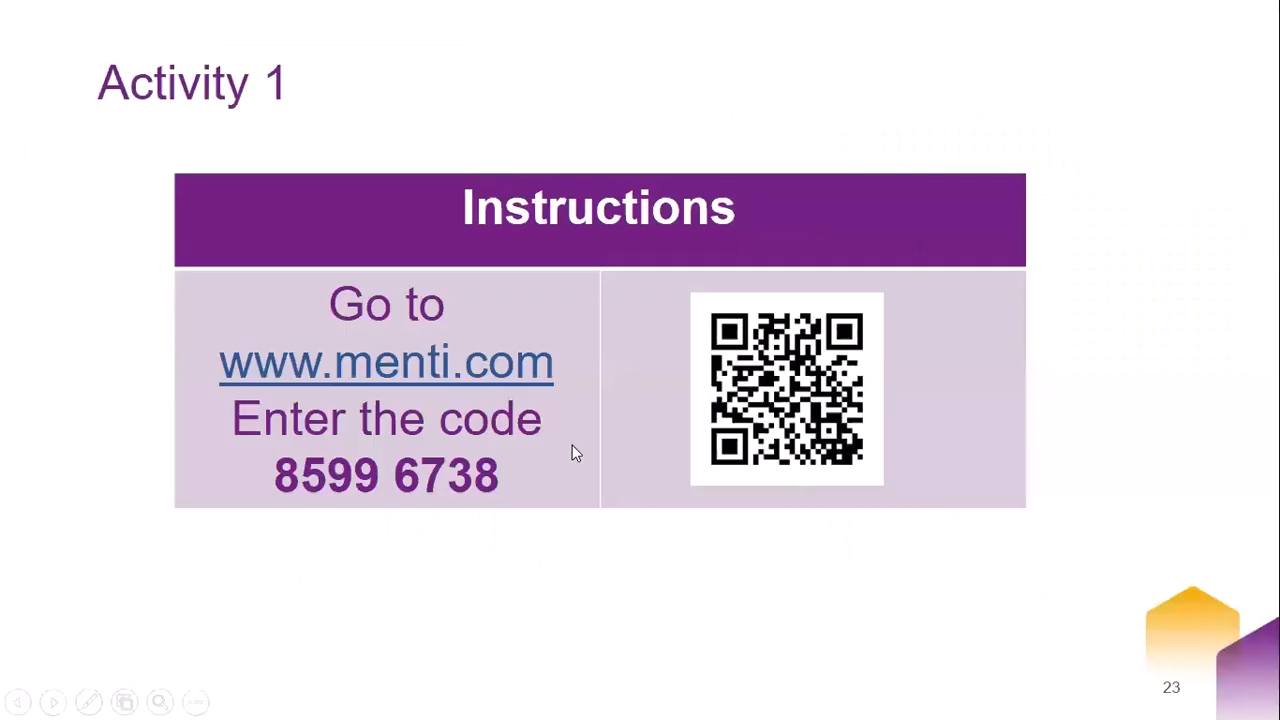 Activity 1
Instructions
Go to
www.menti.com
Enter the code
8599 6738
23